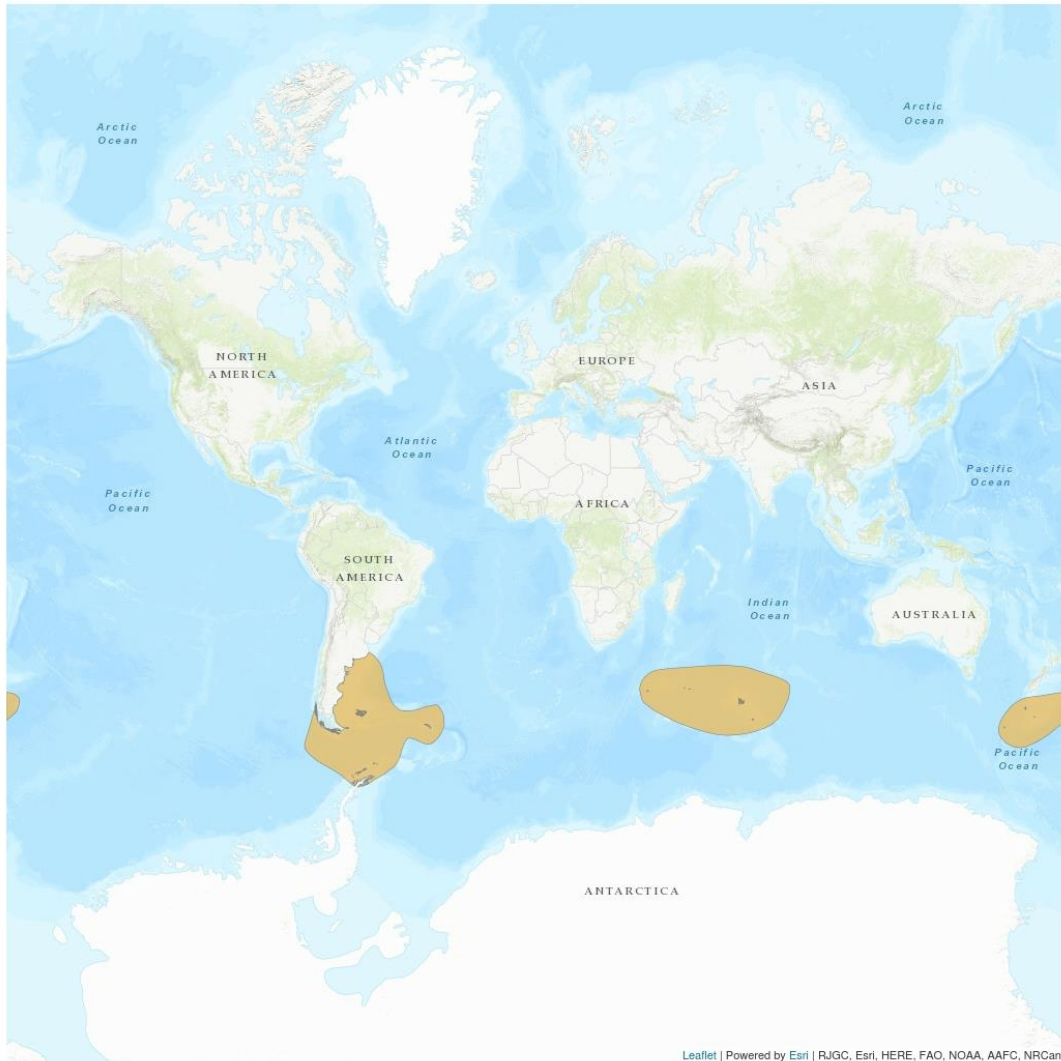 Arctic
Ocean
Arctic
Ocean
NORTH
AMERICA
EUROPE
ASIA
Atlantic
Ocean
Pacific
Ocean
Pacific
Ocean
AFRICA
SOUTH
AMERICA
Indian
Ocean
AUSTRALIA
Pacific
Ocean
ANTARCTICA
Leaflet | Powered by Esri | RJGC, Esri, HERE, FAO, NOAA, AAFC, NRCan